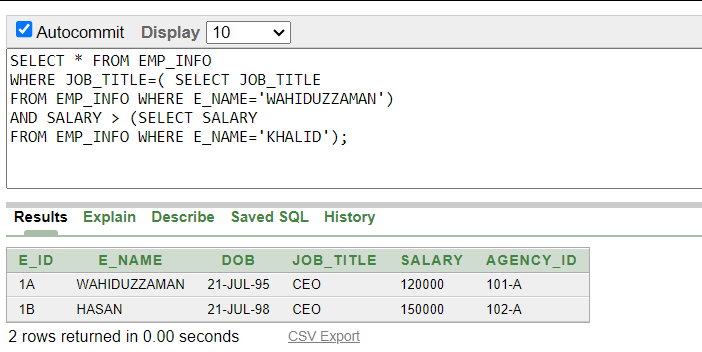 Autocommit Display 10
SELECT * FROM EMP_INFO
WHERE JOB_TITLE=( SELECT JOB_TITLE
FROM EMP_INFO WHERE E_NAME='WAHIDUZZAMAN')
AND SALARY > (SELECT SALARY
FROM EMP_INFO WHERE E_NAME='KHALID');
Results Explain Describe Saved SQL History
E_ID E_NAME DOB JOB_TITLE SALARY AGENCY_ID
1A WAHIDUZZAMAN 21-JUL-95 CEO 120000 101-A
1B HASAN 21-JUL-98 CEO 150000 102-A
2 rows returned in 0.00 seconds CSV Export